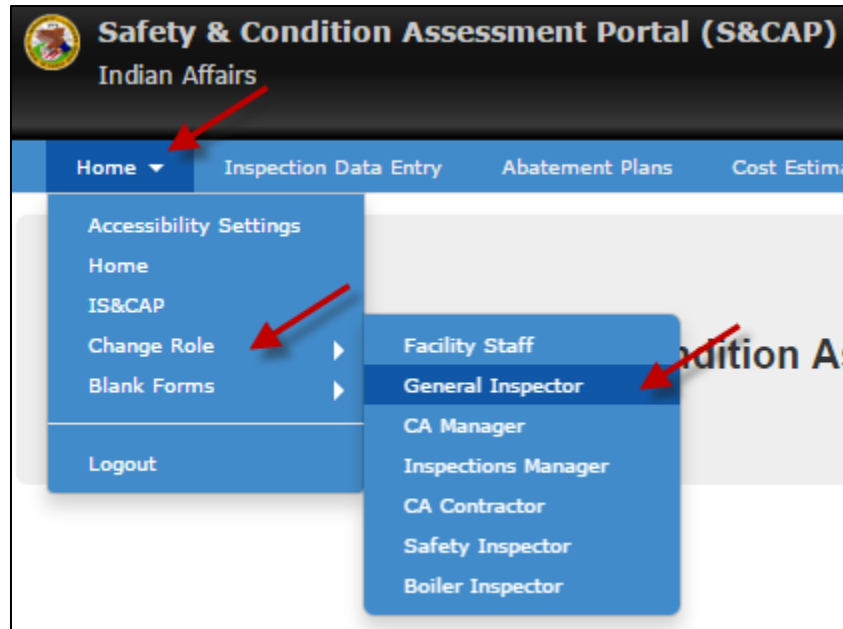 Safety & Condition Assessment Portal (S&CAP)
Indian Affairs
Home Inspection Data Entry Abatement Plans Cost
Accessibility Settings
Home
IS&CAP
Change Role
Blank Forms
Logout
Facility Staff
General Inspector
CA Manager
Inspections Manager
CA Contractor
Safety Inspector
Boiler Inspector